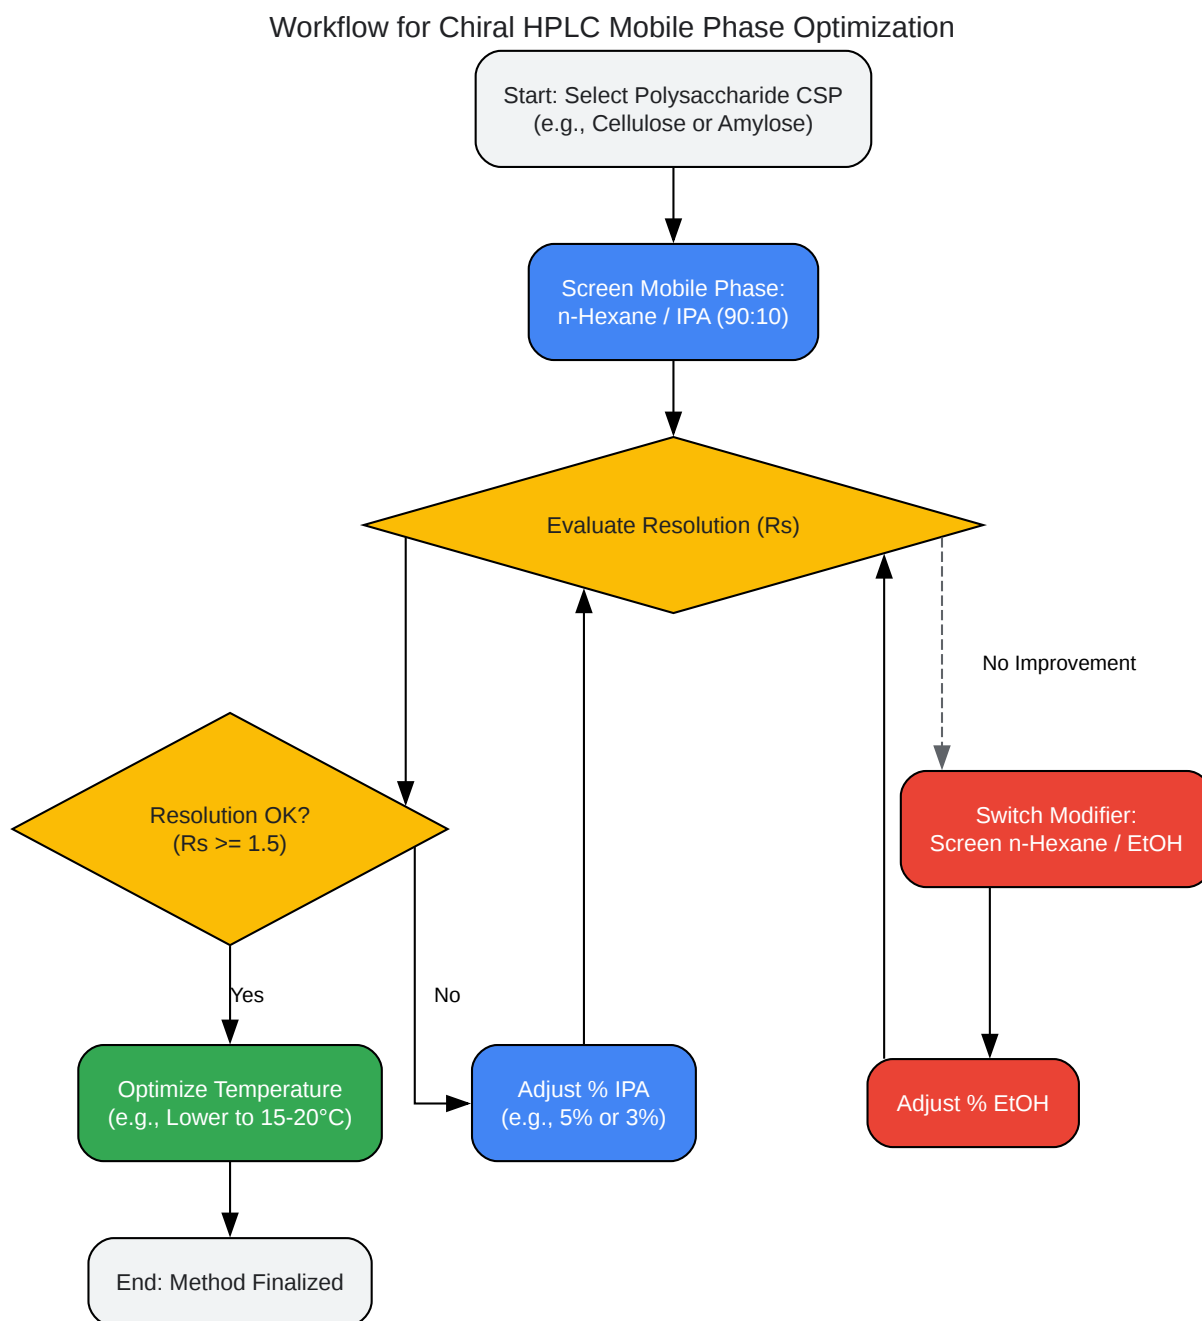 Workflow for Chiral HPLC Mobile Phase Optimization
Start: Select Polysaccharide CSP
(e.g., Cellulose or Amylose)
Screen Mobile Phase:
n-Hexane / IPA (90:10)
Evaluate Resolution (Rs)
No Improvement
Resolution OK?
(Rs >= 1.5)
Switch Modifier:
Screen n-Hexane / EtOH
Yes
No
Optimize Temperature
(e.g., Lower to 15-20°C)
Adjust % IPA
(e.g., 5% or 3%)
Adjust % EtOH
End: Method Finalized